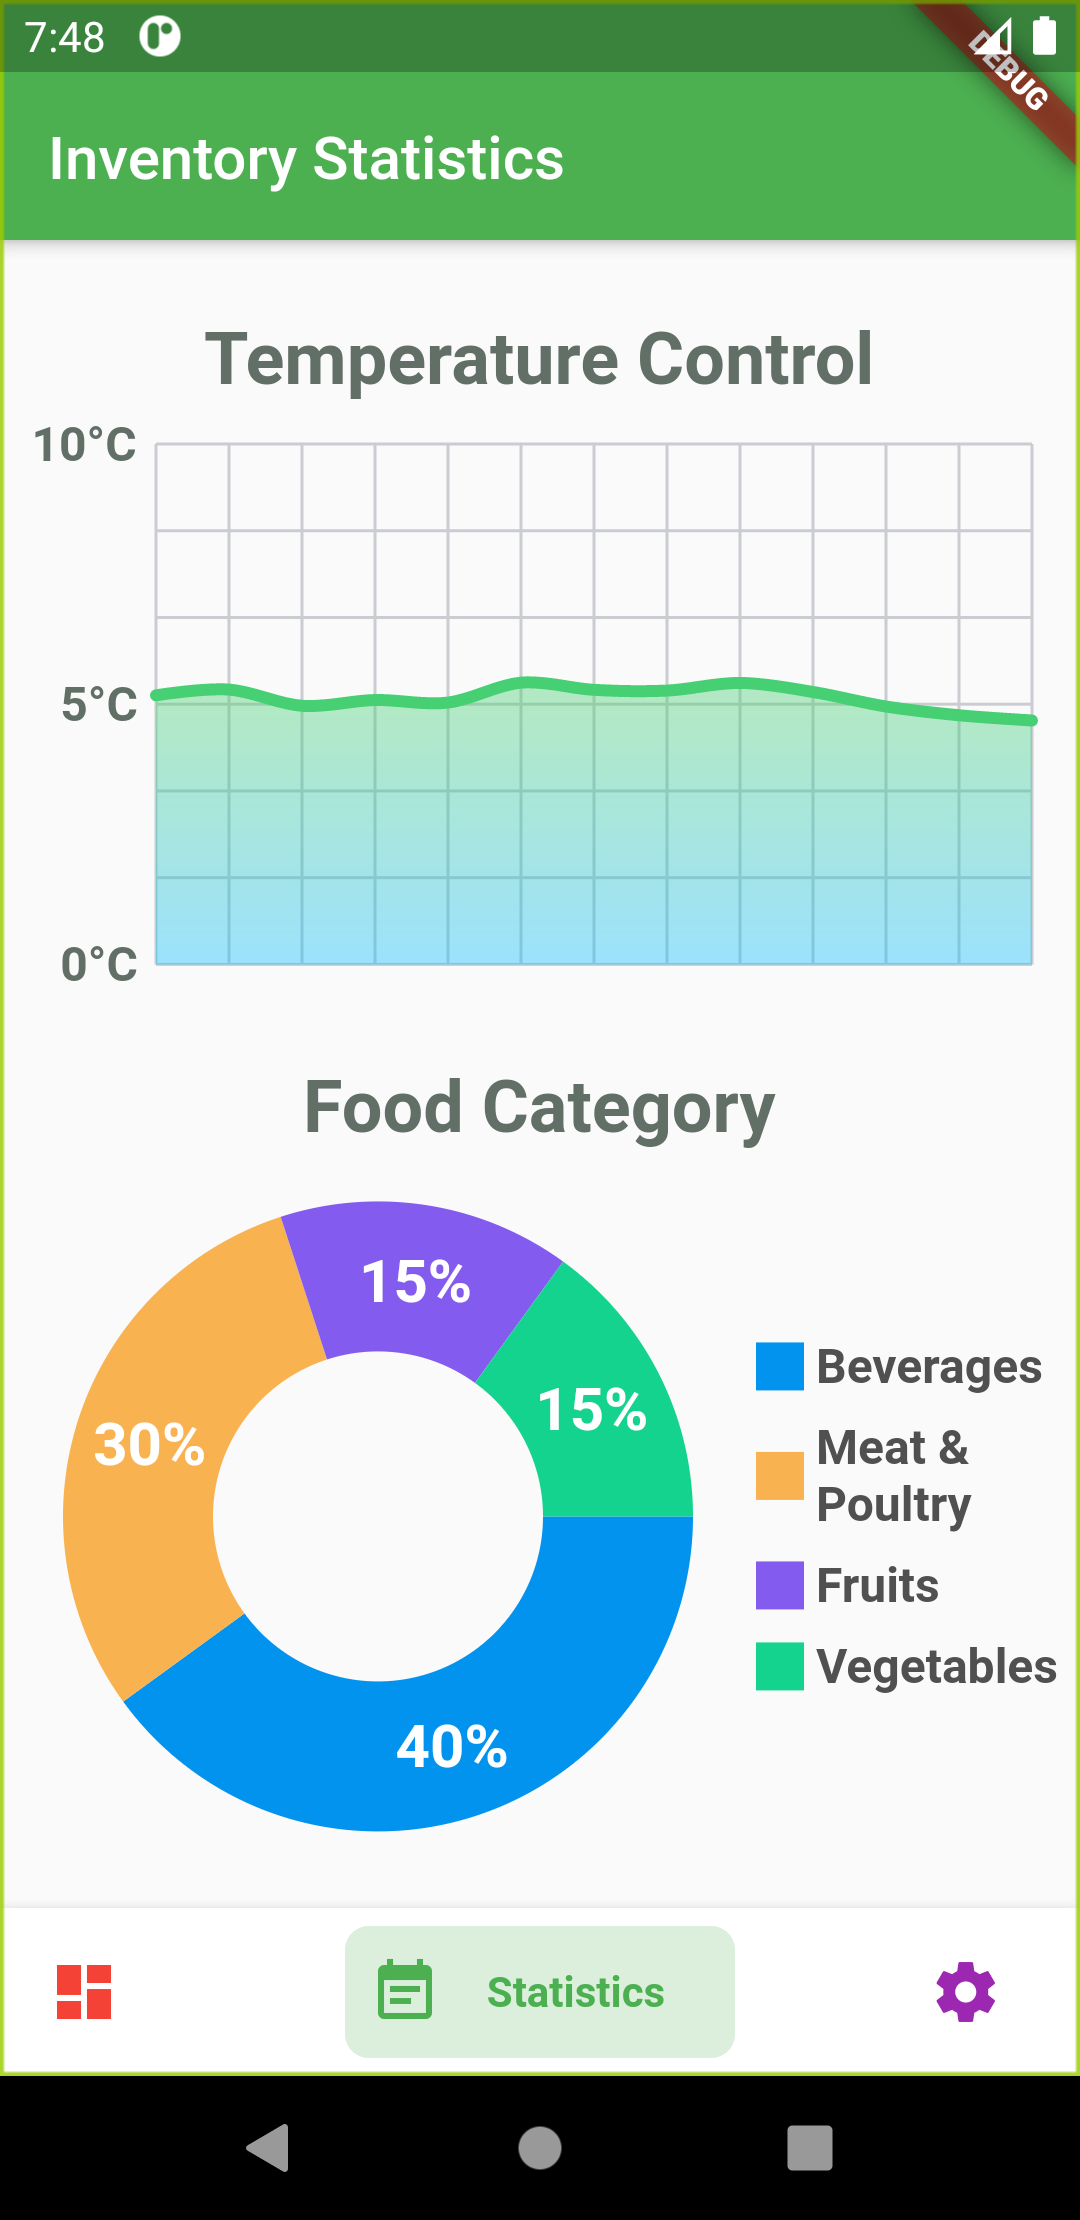 7:48
DEBUG
Inventory Statistics
Temperature Control
10°C
5°C
0°C
Food Category
15%
15%
30%
40%
Beverages
Meat &
Poultry
Fruits
Vegetables
Statistics